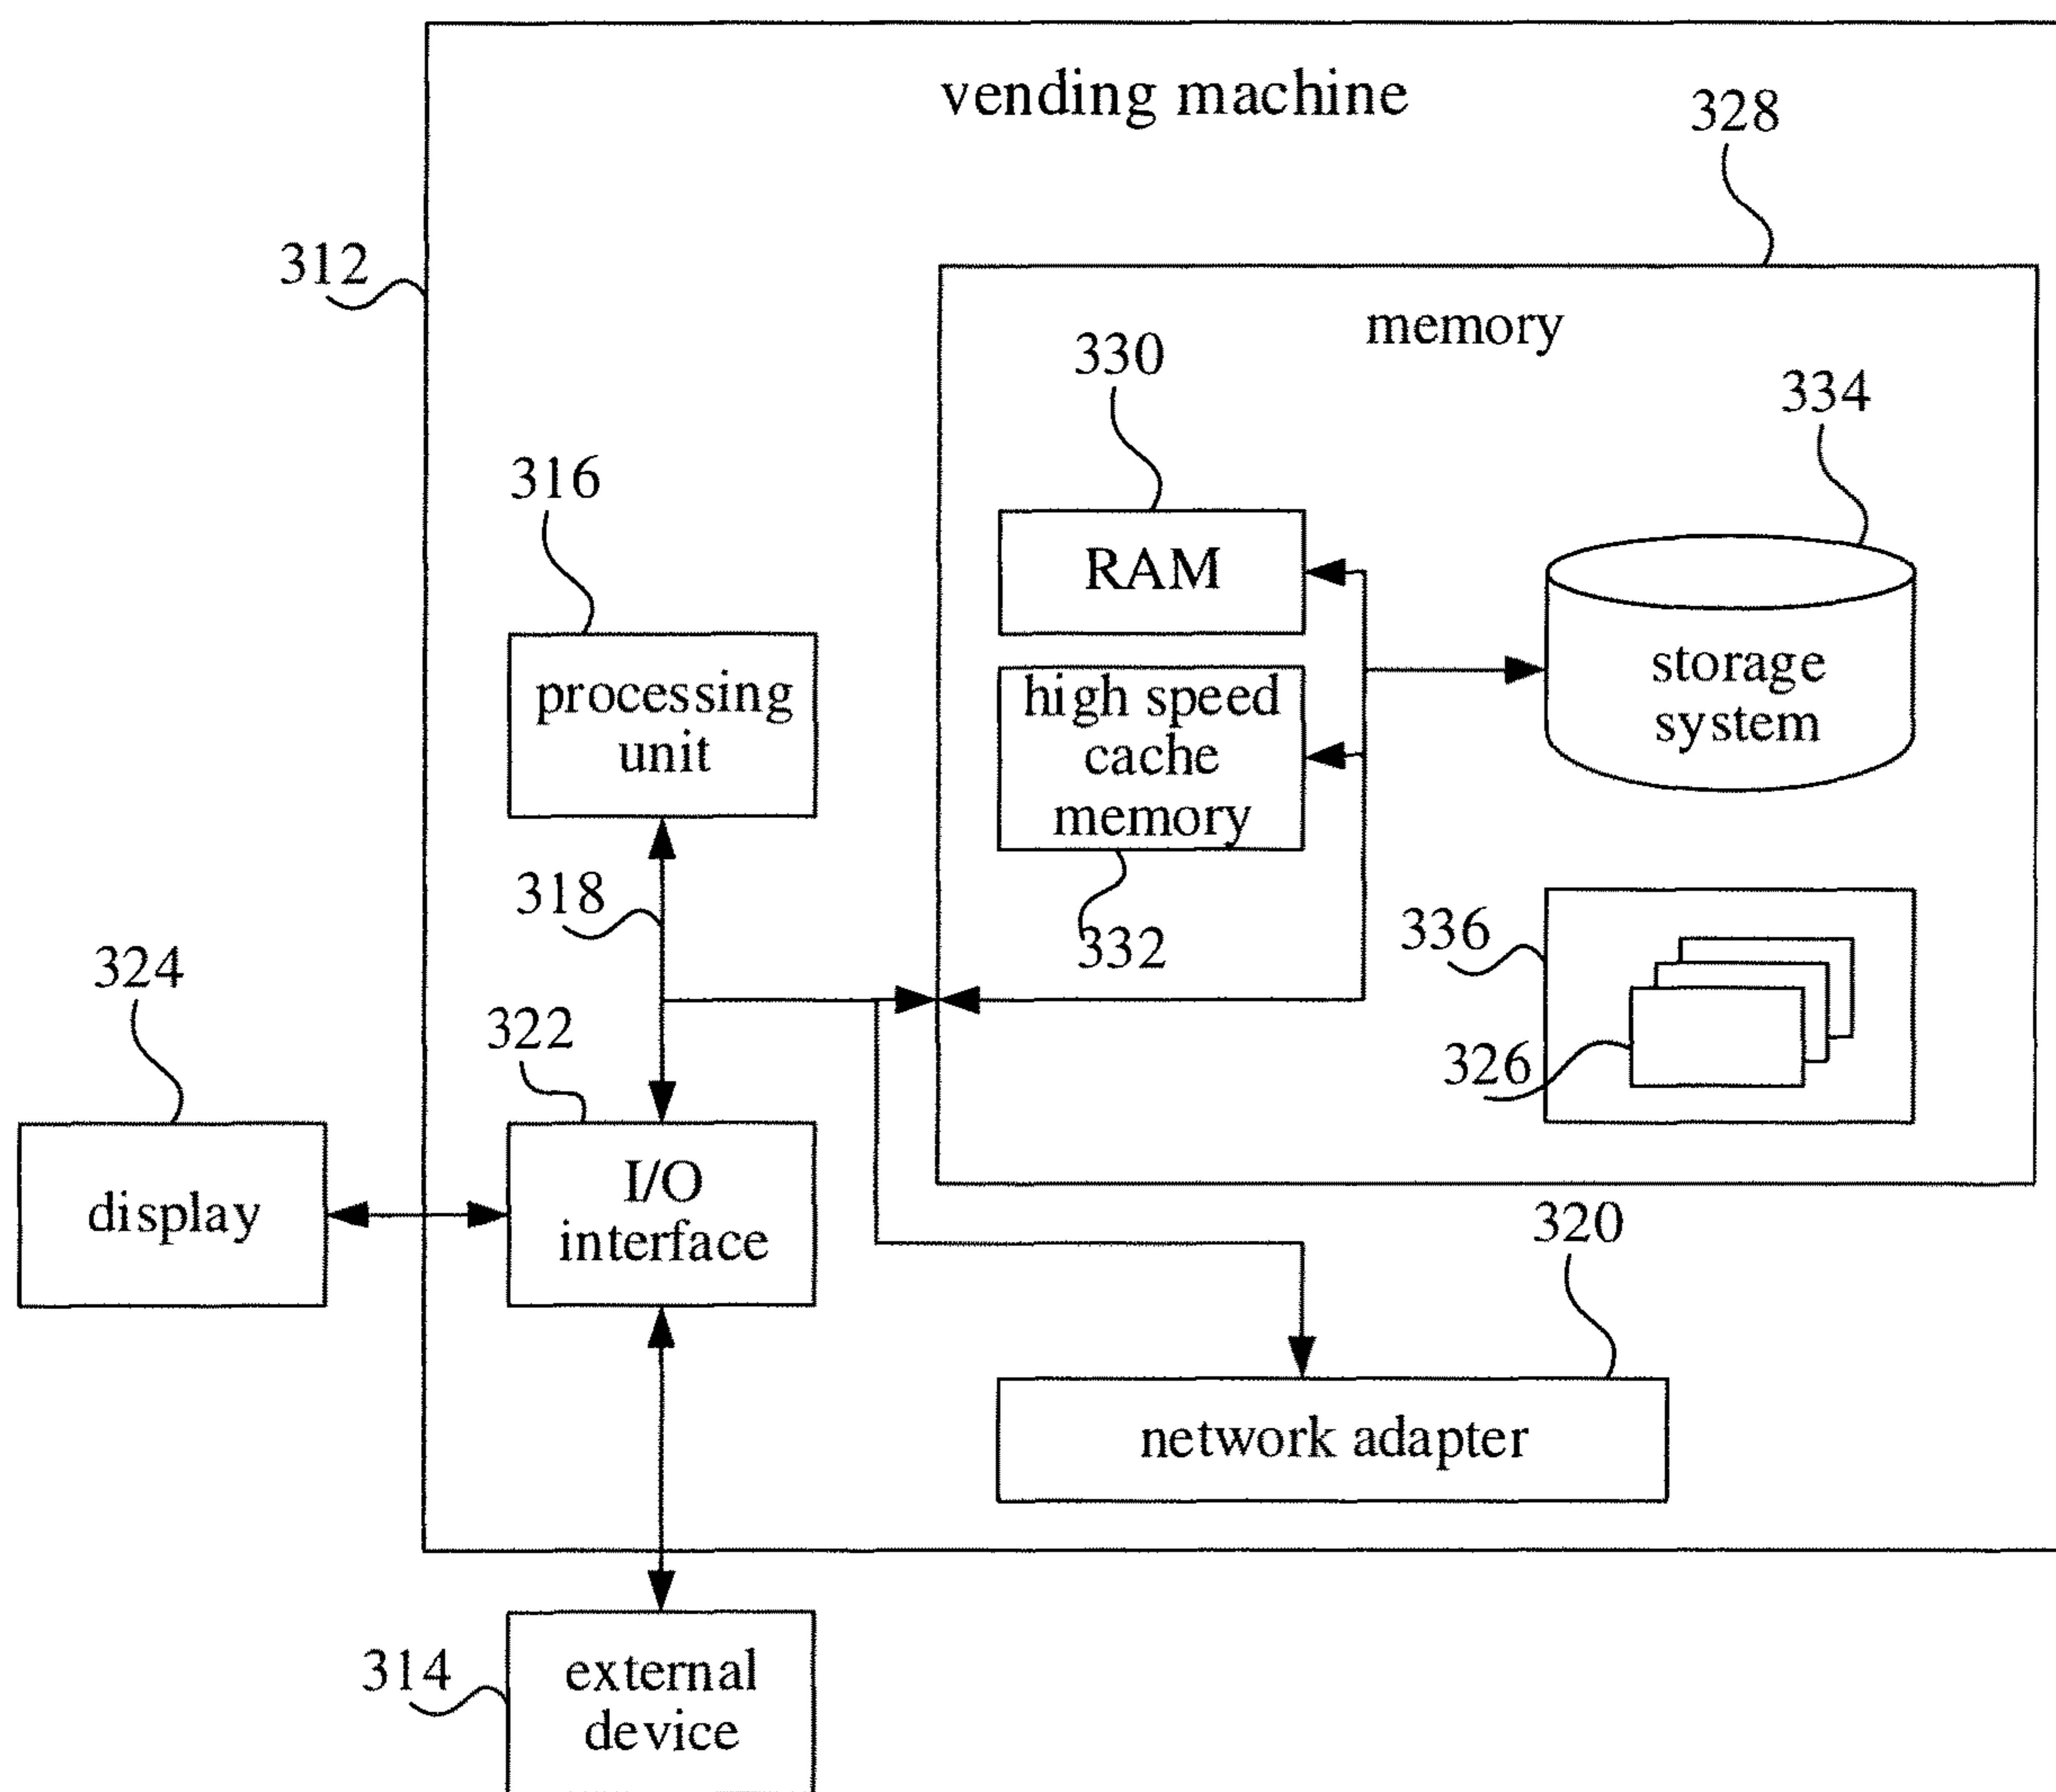 vending machine
328
312
memory
330
334
316
RAM
processing
unit
high speed
cache
memory
storage
system
318
332
336
324
322
326
display
I/O
interface
320
network adapter
314
external
device